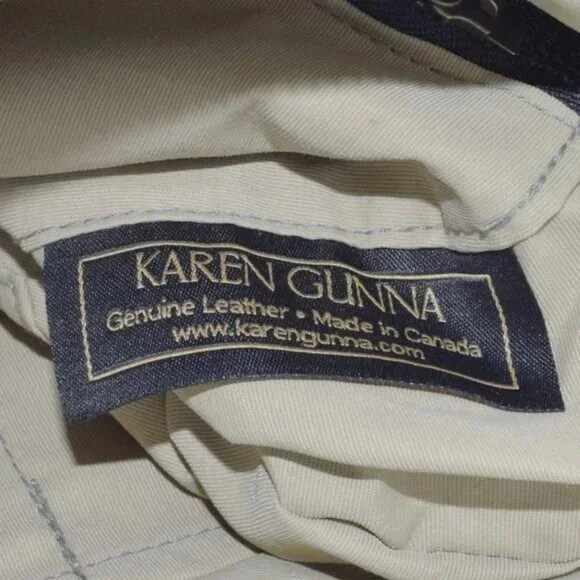 KAREN GUNNA
Genuine Leather • Made in Canada
www.karengunna.com